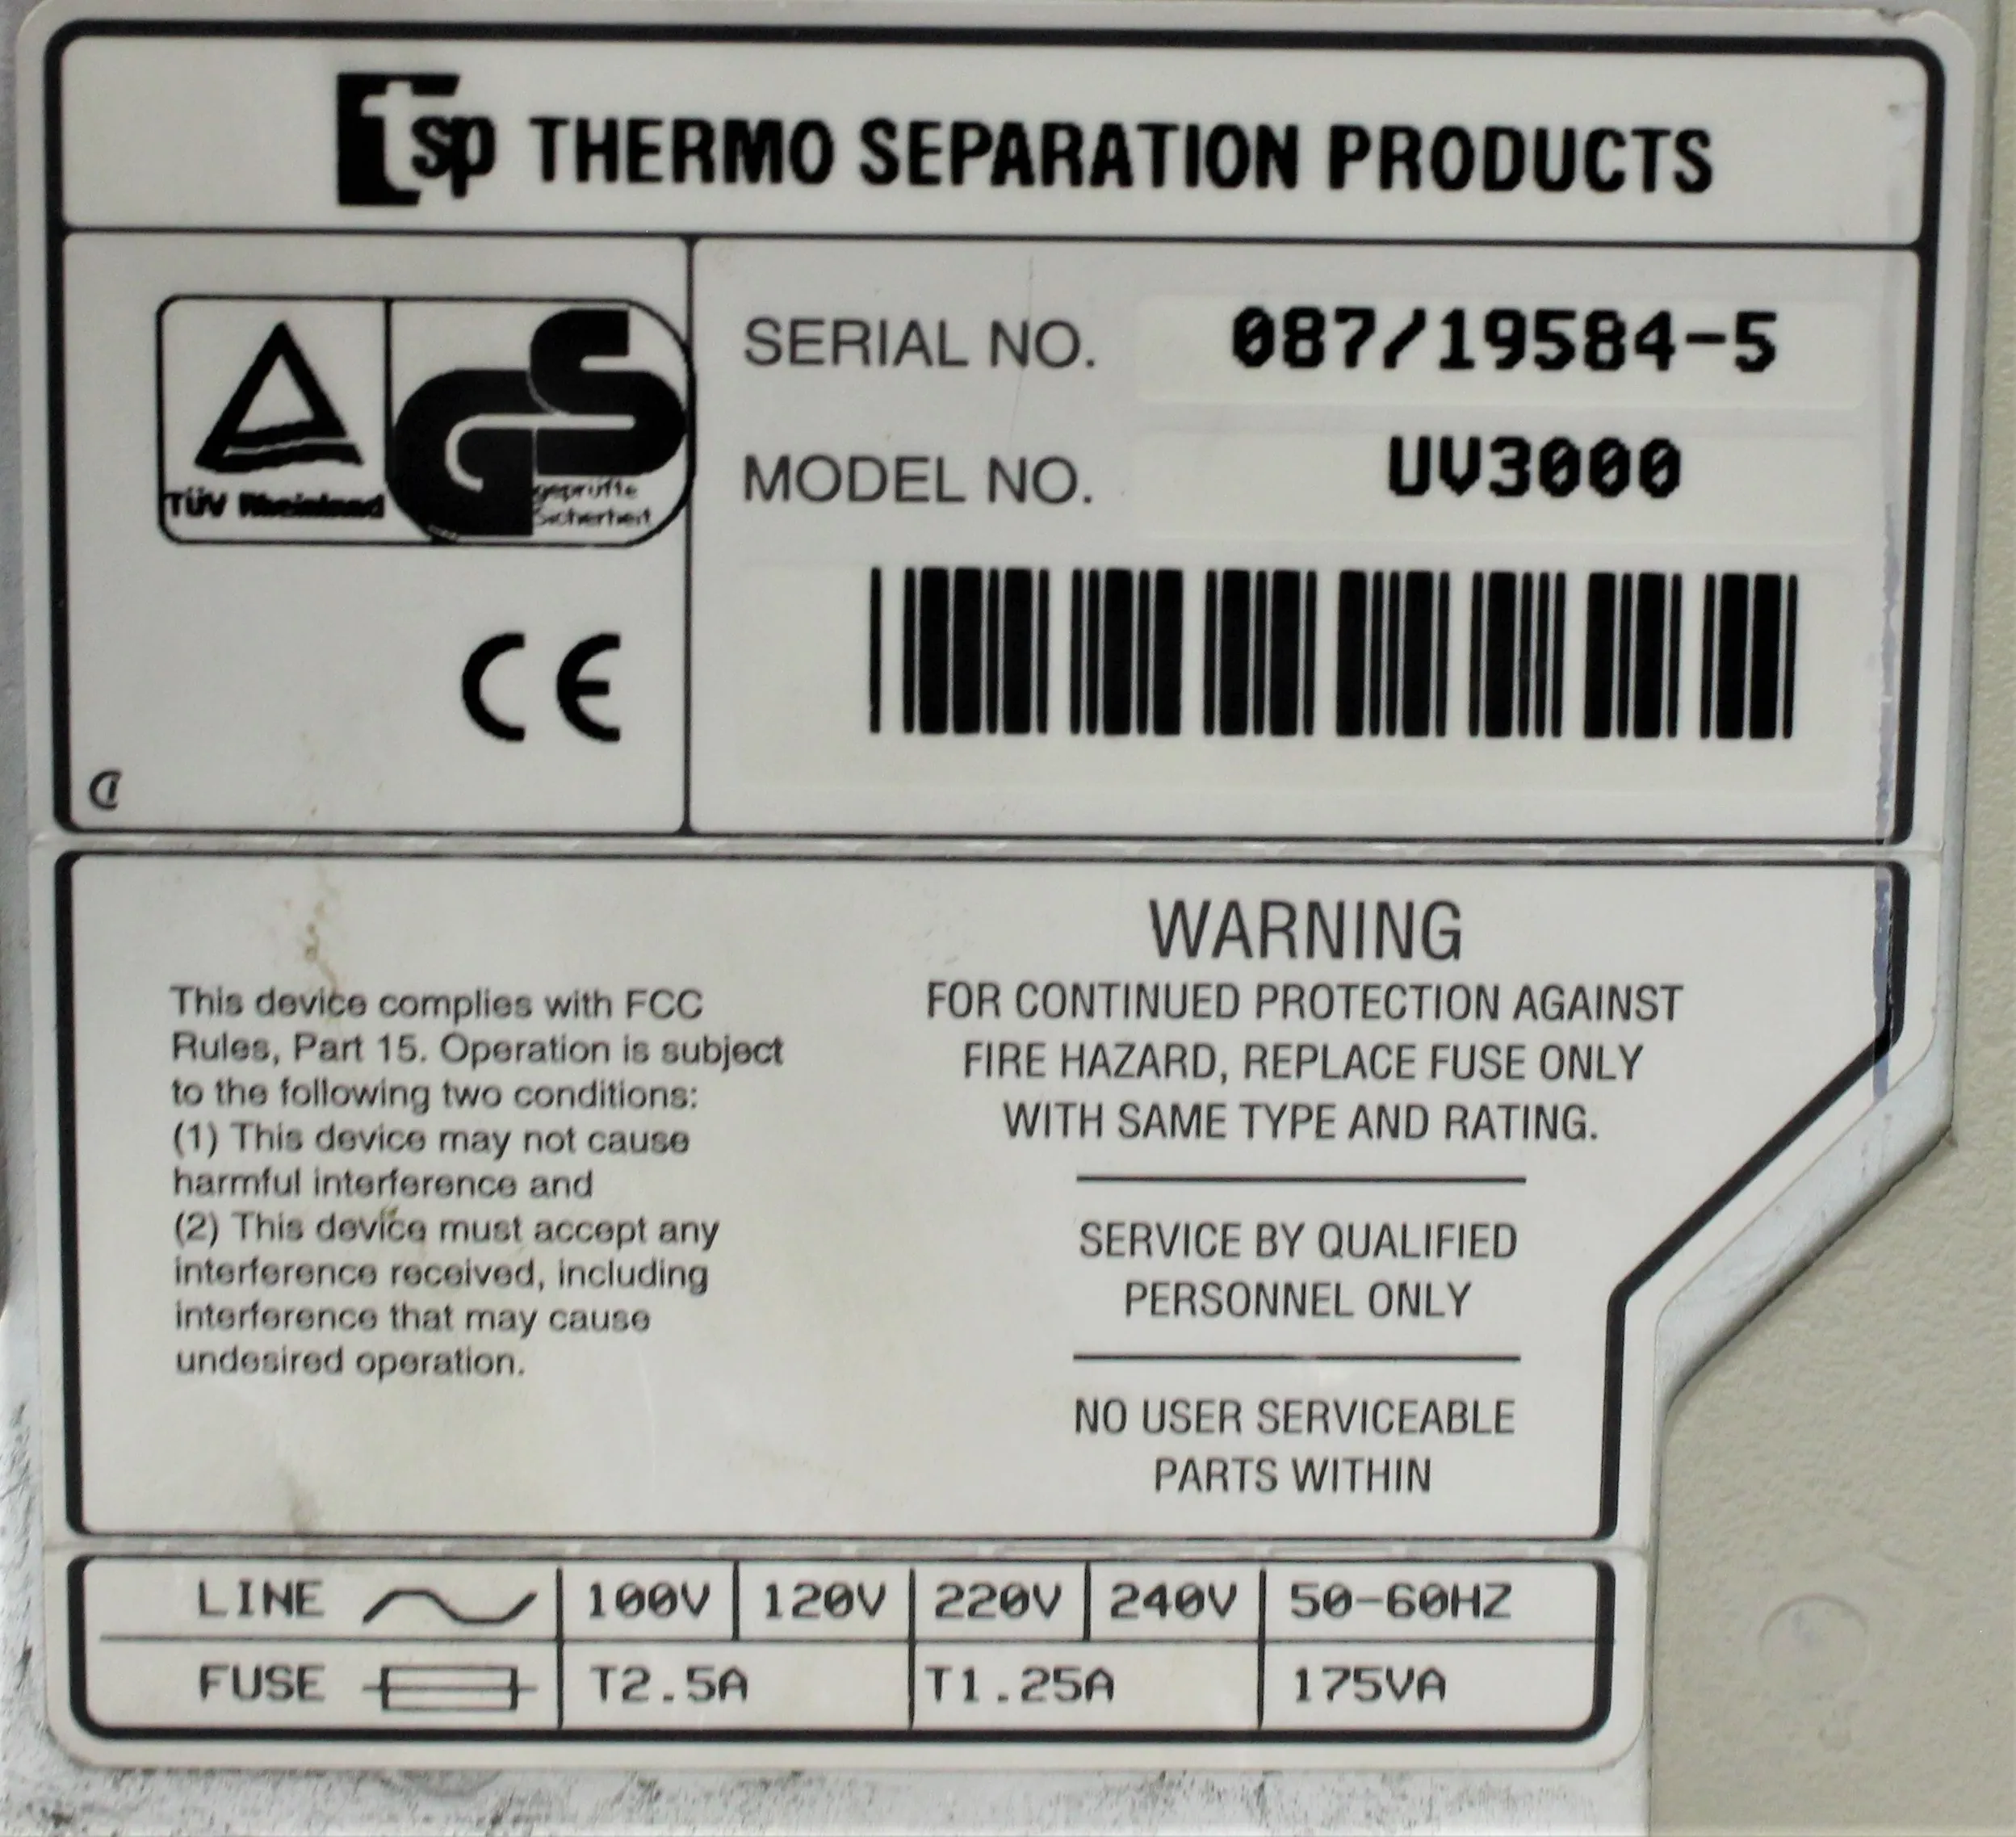 tsp THERMO SEPARATION PRODUCTS
TÜV Rheinland
GS
geprüfte
Sicherheit
CE
SERIAL NO. 087/19584-5
MODEL NO. UV3000
This device complies with FCC
Rules, Part 15. Operation is subject
to the following two conditions:
(1) This device may not cause
harmful interference and
(2) This device must accept any
interference received, including
interference that may cause
undesired operation.
WARNING
FOR CONTINUED PROTECTION AGAINST
FIRE HAZARD, REPLACE FUSE ONLY
WITH SAME TYPE AND RATING.
SERVICE BY QUALIFIED
PERSONNEL ONLY
NO USER SERVICEABLE
PARTS WITHIN
LINE 100V 120V 220V 240V 50-60HZ
FUSE T2.5A T1.25A 175VA